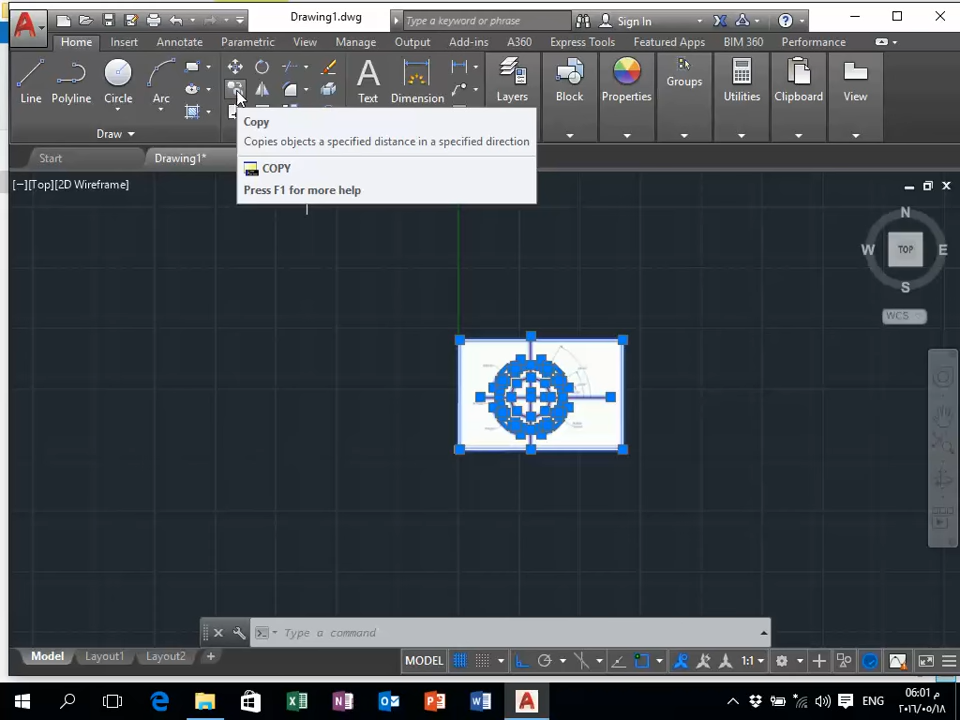 Drawing1.dwg
Type a keyword or phrase
Sign In
Home
Insert
Annotate
Parametric
View
Manage
Output
Add-ins
A360
Express Tools
Featured Apps
BIM 360
Performance
Line
Polyline
Circle
Arc
Text
Dimension
Layers
Block
Properties
Groups
Utilities
Clipboard
View
Draw
Copy
Copies objects a specified distance in a specified direction
COPY
Press F1 for more help
Start
Drawing1*
[−][Top][2D Wireframe]
N
W
TOP
E
S
WCS
Type a command
Model
Layout1
Layout2
MODEL
1:1
ENG
06:01 م
٢٠١٦/٠٥/١٨